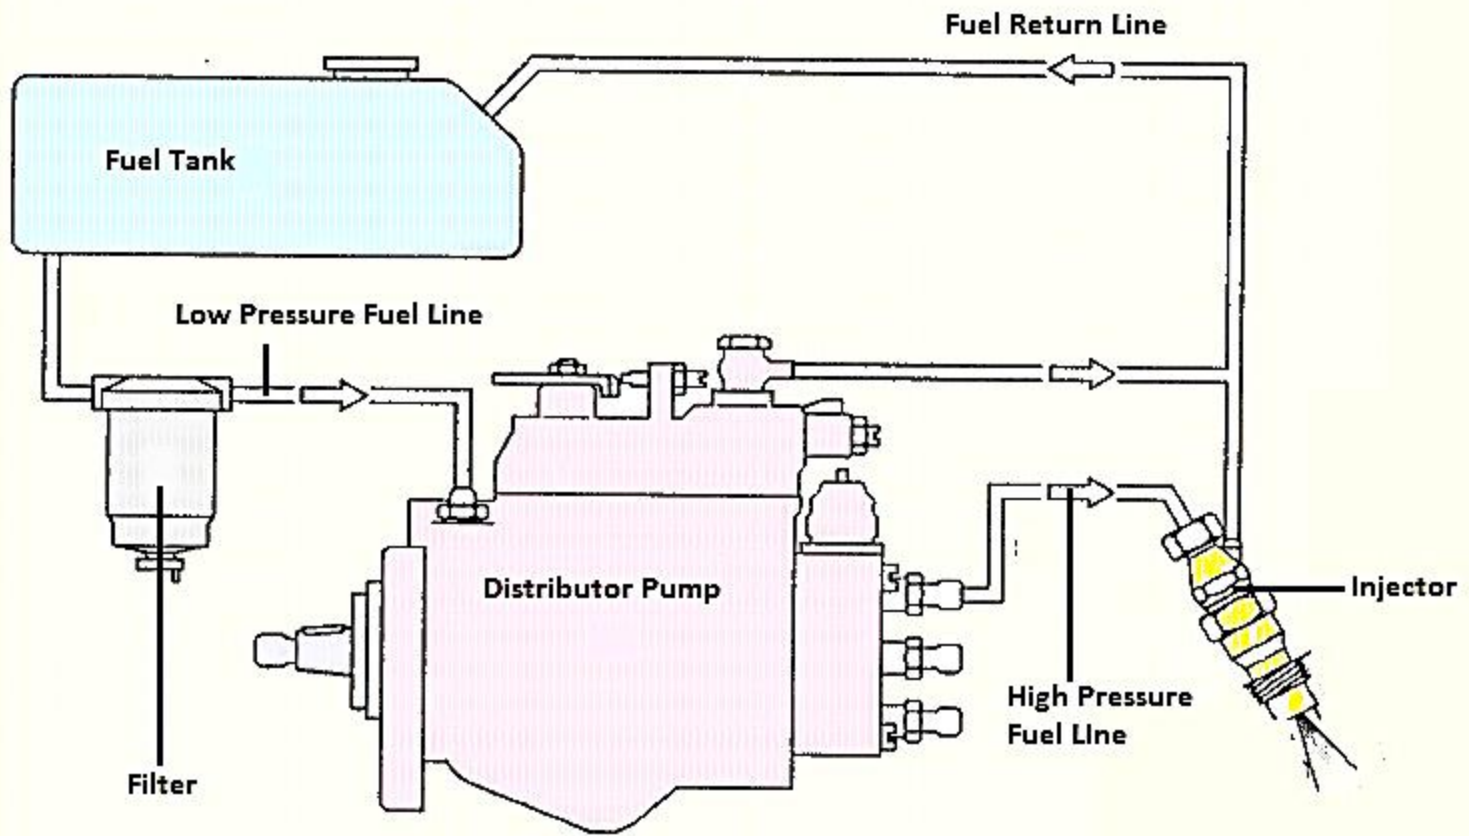 Fuel Return Line
Fuel Tank
Low Pressure Fuel Line
Distributor Pump
Injector
High Pressure
Fuel LIne
Filter